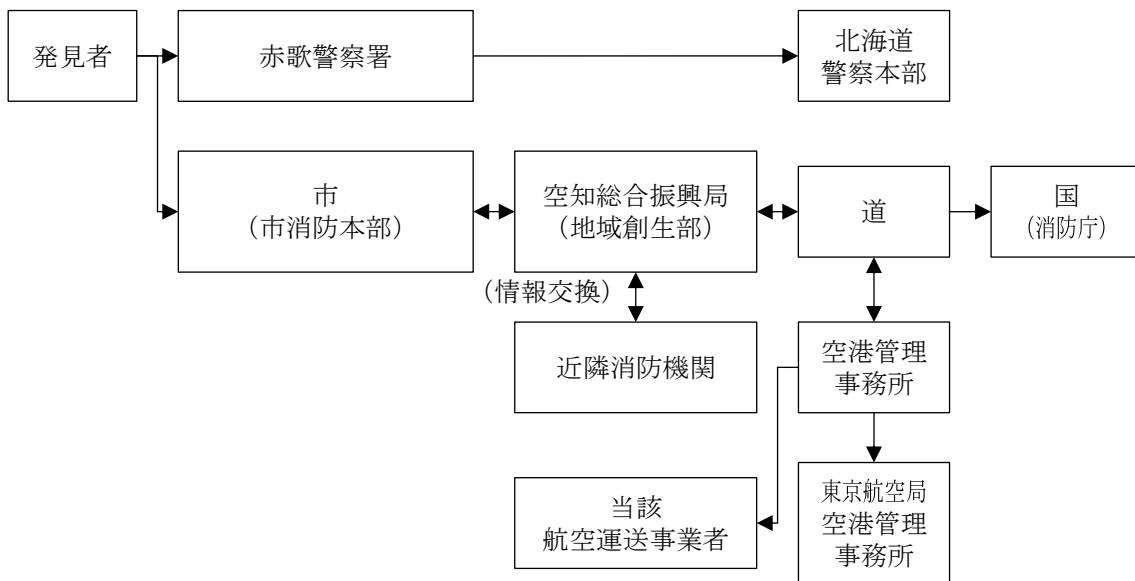 発見者
赤歌警察署
北海道
警察本部
市
(市消防本部)
空知総合振興局
(地域創生部)
道
国
(消防庁)
(情報交換)
近隣消防機関
空港管理
事務所
当該
航空運送事業者
東京航空局
空港管理
事務所